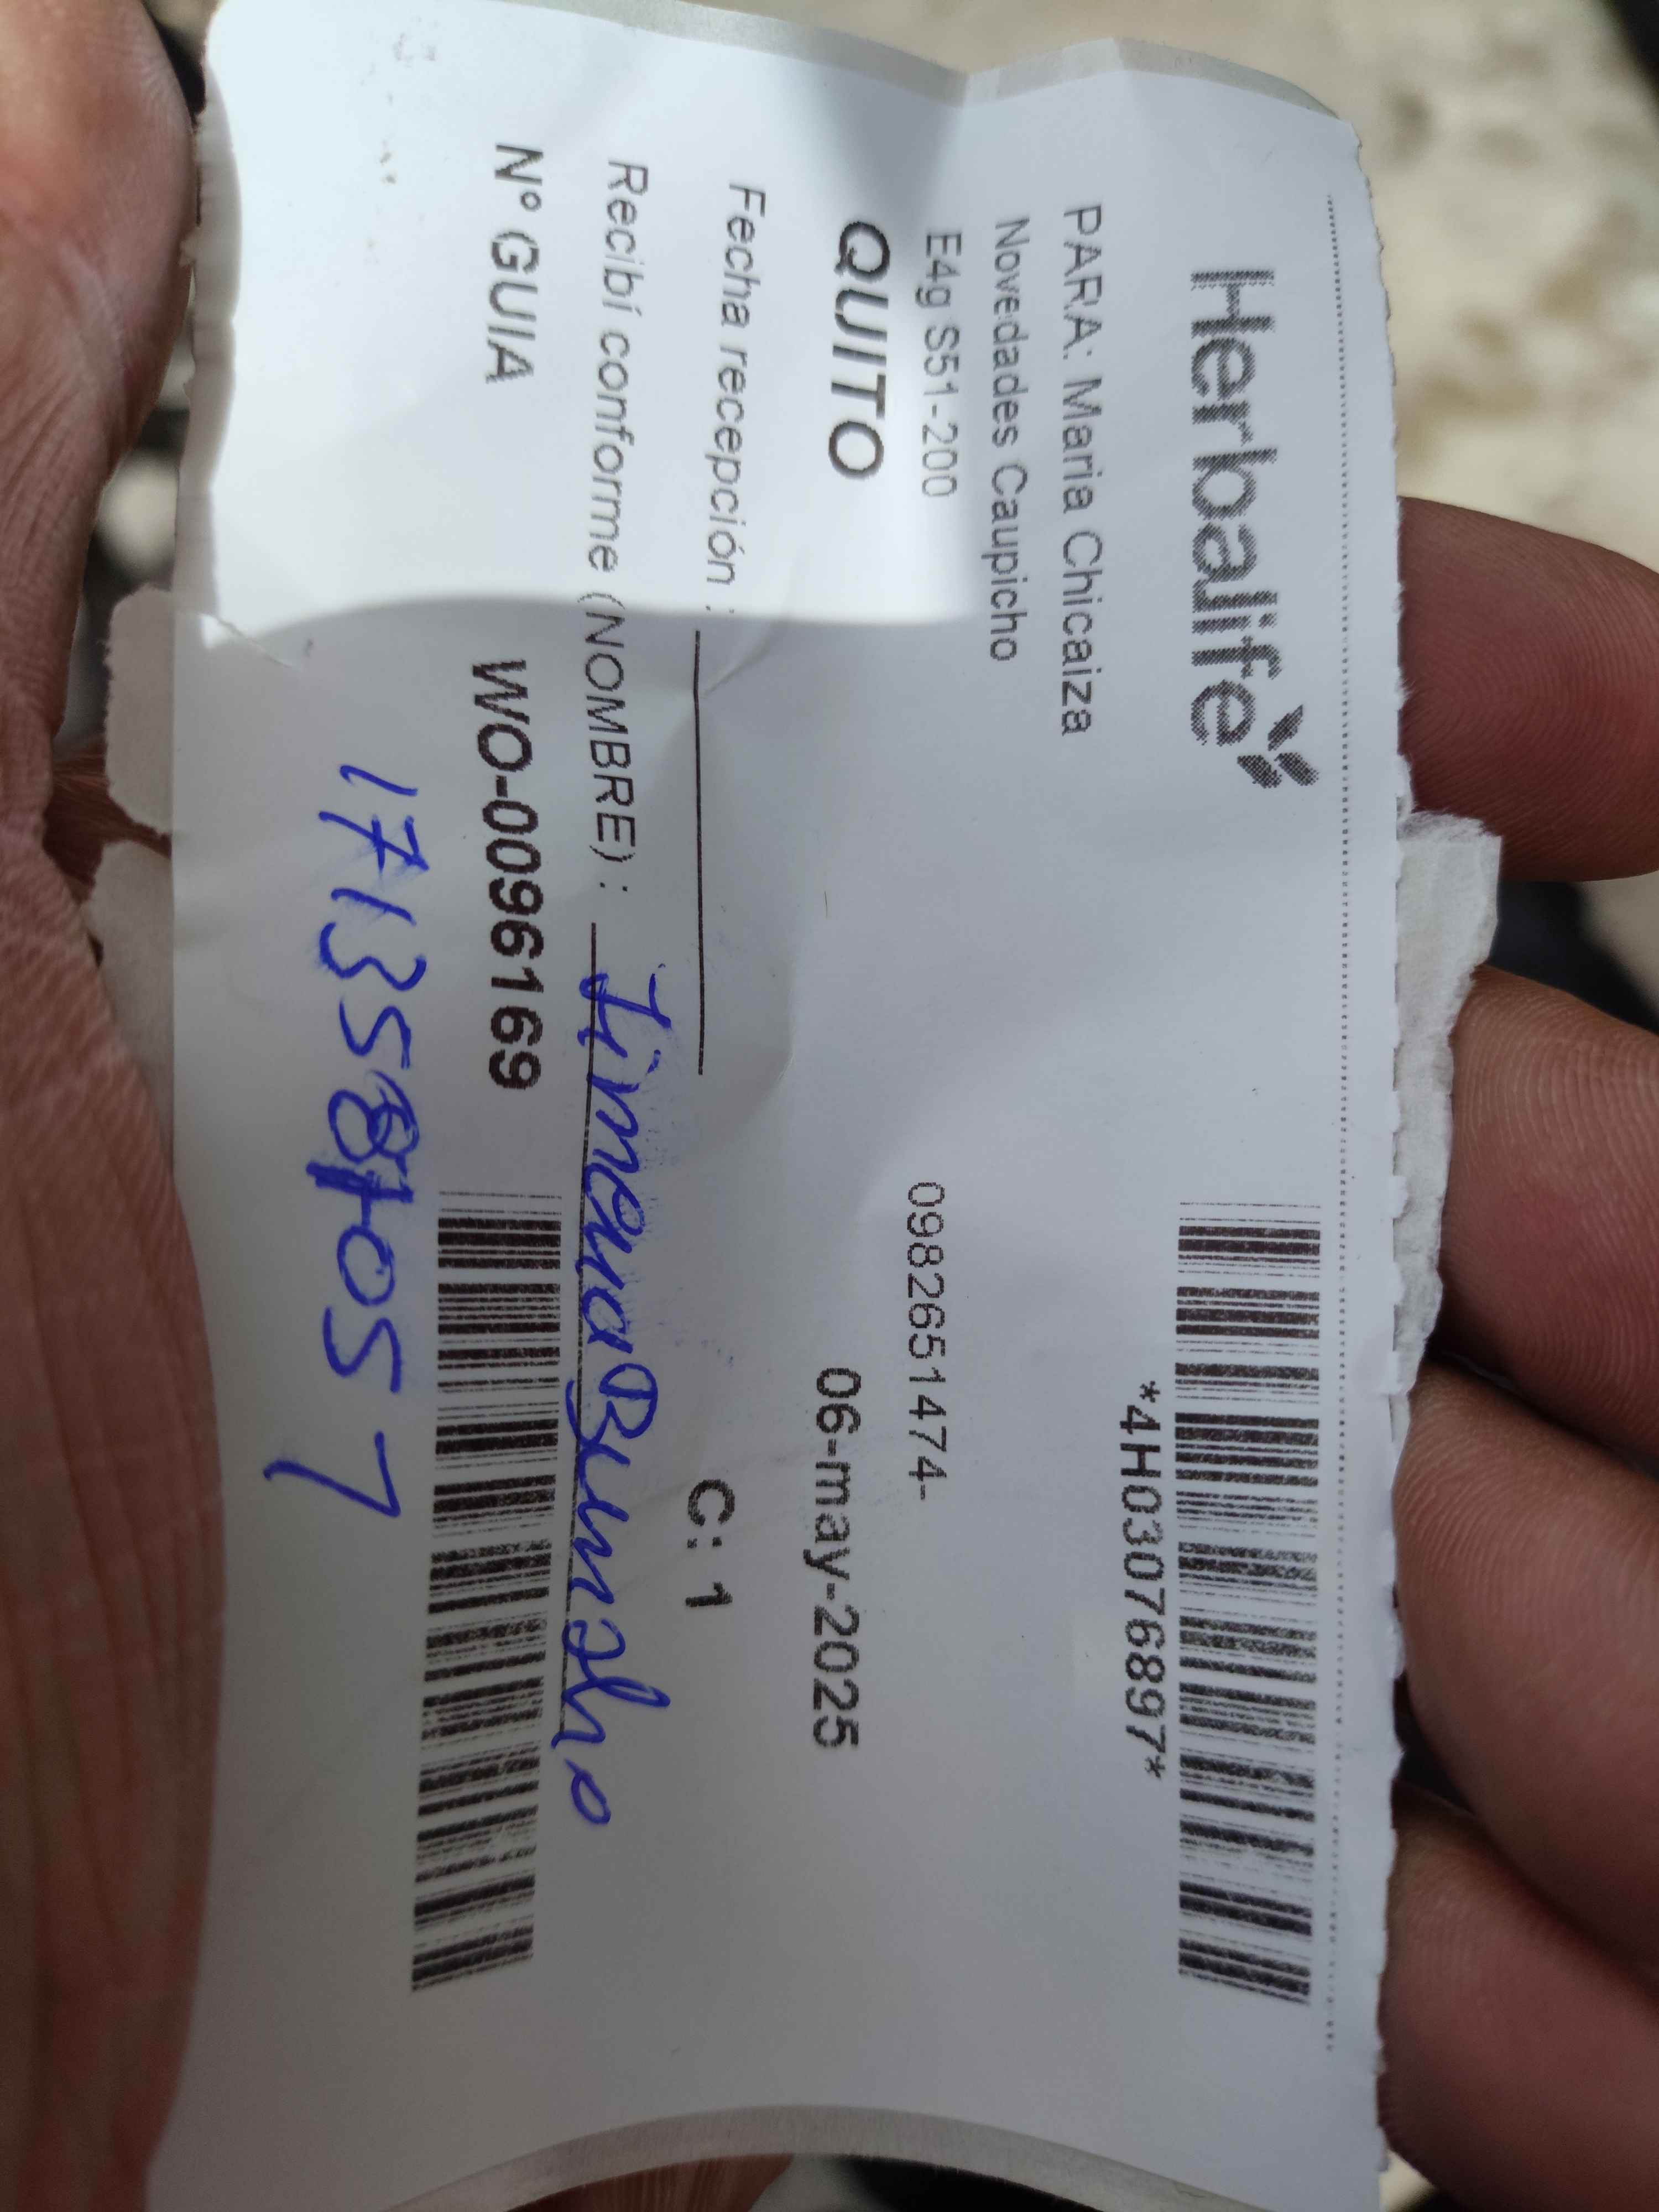 Herbalife
*4H03076897*
PARA: Maria Chicaiza
Novedades Caupicho
E4g S51-200
0982651474-
QUITO
06-may-2025
Fecha recepción :
C: 1
Recibí conforme (NOMBRE) :
Nº GUIA
WO-0096169